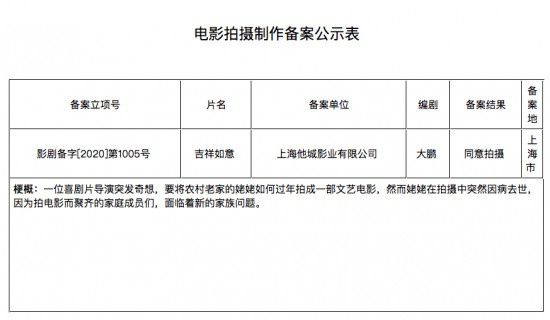 电影拍摄制作备案公示表
备案立项号 片名 备案单位 编剧 备案结果 备案地
影剧备字[2020]第1005号 吉祥如意 上海他城影业有限公司 大鹏 同意拍摄 上海市
梗概：一位喜剧片导演突发奇想，要将农村老家的姥姥如何过年拍成一部文艺电影，然而姥姥在拍摄中突然因病去世，
因为拍电影而聚齐的家庭成员们，面临着新的家族问题。